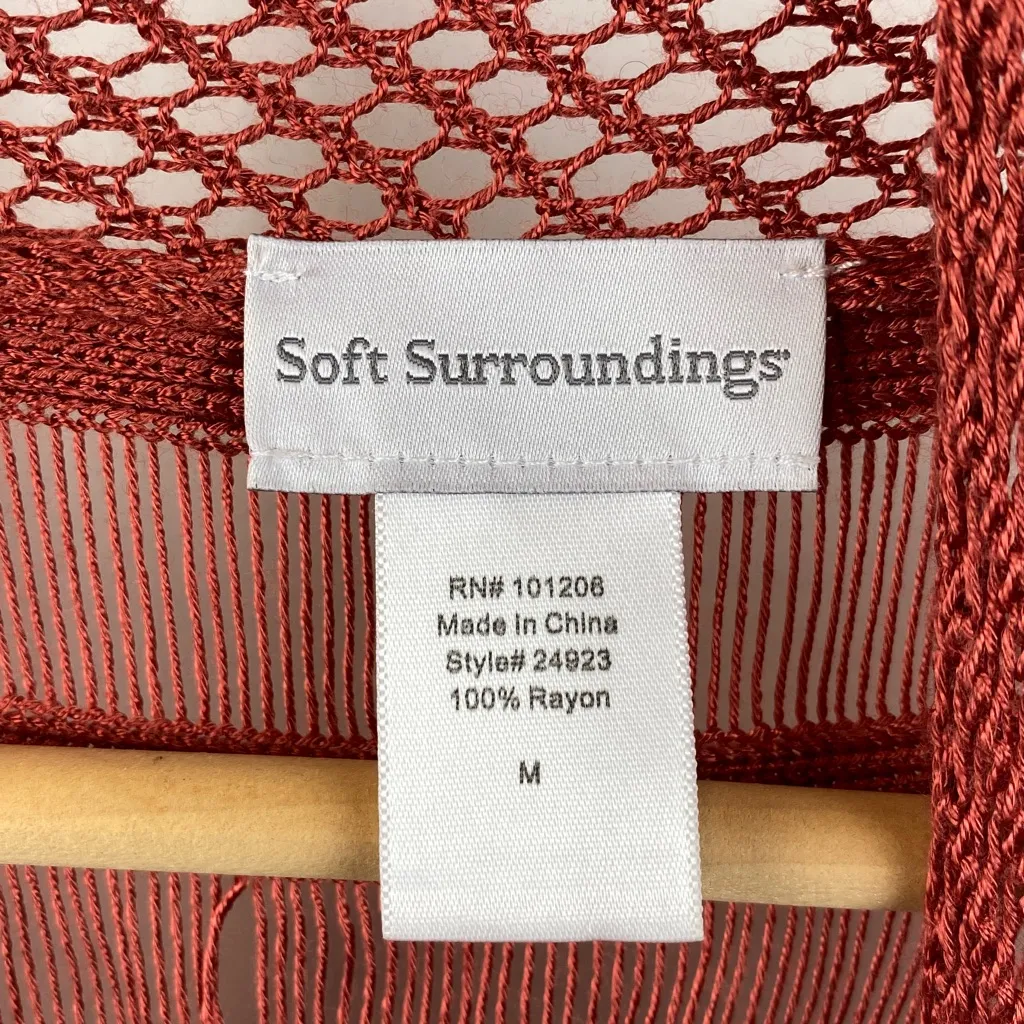 Soft Surroundings
RN# 101206
Made In China
Style# 24923
100% Rayon
M